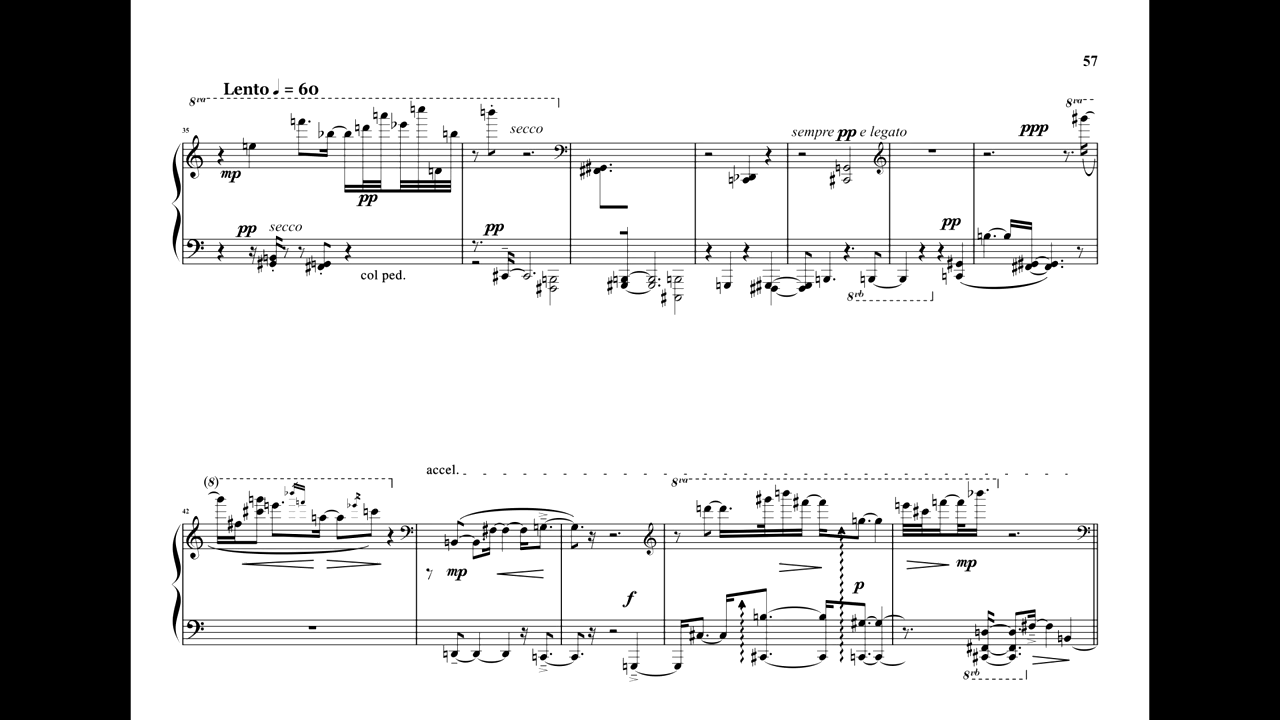 57
Lento ♩ = 60
8va
35
secco
sempre pp e legato
ppp
8va
mp
pp
pp
secco
pp
pp
col ped.
8vb
accel.
(8)
8va
42
mp
mp
f
p
8vb